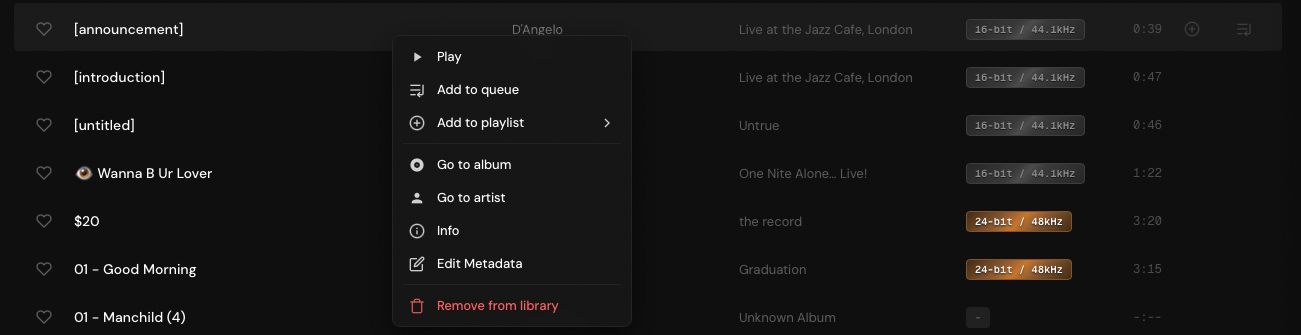 [announcement] D'Angelo Live at the Jazz Cafe, London 16-bit / 44.1kHz 0:39
Play
[introduction] Live at the Jazz Cafe, London 16-bit / 44.1kHz 0:47
Add to queue
Add to playlist
[untitled] Untrue 16-bit / 44.1kHz 0:46
Go to album
👁️ Wanna B Ur Lover One Nite Alone... Live! 16-bit / 44.1kHz 1:22
Go to artist
$20 the record 24-bit / 48kHz 3:20
Info
Edit Metadata
01 - Good Morning Graduation 24-bit / 48kHz 3:15
Remove from library
01 - Manchild (4) Unknown Album - -:--